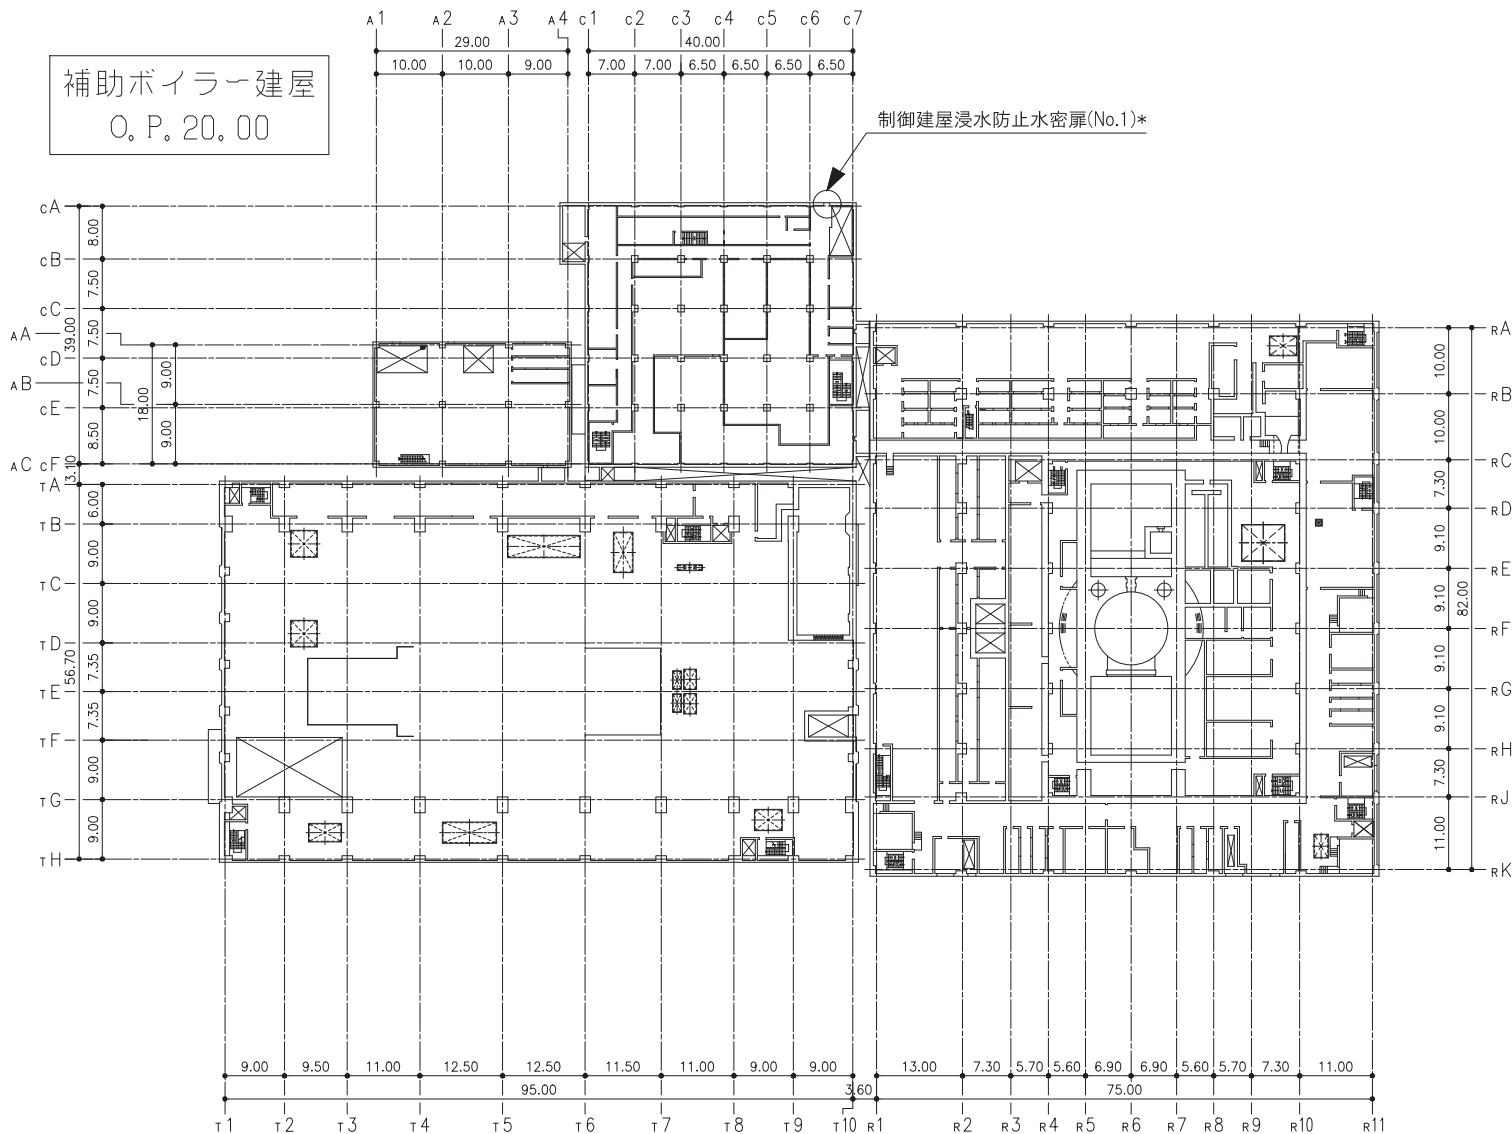 A1 A2 A3 A4 C1 C2 C3 C4 C5 C6 C7
29.00 40.00
10.00 10.00 9.00 7.00 7.00 6.50 6.50 6.50 6.50
補助ボイラー建屋
O.P.20.00
制御建屋浸水防止水密扉(No.1)*
CA
8.00
CB
7.50
CC
AA
39.00
7.50
CD
AB
7.50
CE
8.50
AC CF
18.00
9.00
9.00
3.10
TA
6.00
TB
9.00
TC
9.00
TD
56.70
7.35
TE
7.35
TF
9.00
TG
9.00
TH
RA
10.00
RB
10.00
RC
7.30
RD
9.10
RE
9.10
82.00
RF
9.10
RG
9.10
RH
7.30
RJ
11.00
RK
9.00 9.50 11.00 12.50 12.50 11.50 11.00 9.00 9.00 13.00 7.30 5.70 5.60 6.90 6.90 5.60 5.70 7.30 11.00
95.00 3.60 75.00
T1 T2 T3 T4 T5 T6 T7 T8 T9 T10 R1 R2 R3 R4 R5 R6 R7 R8 R9 R10 R11